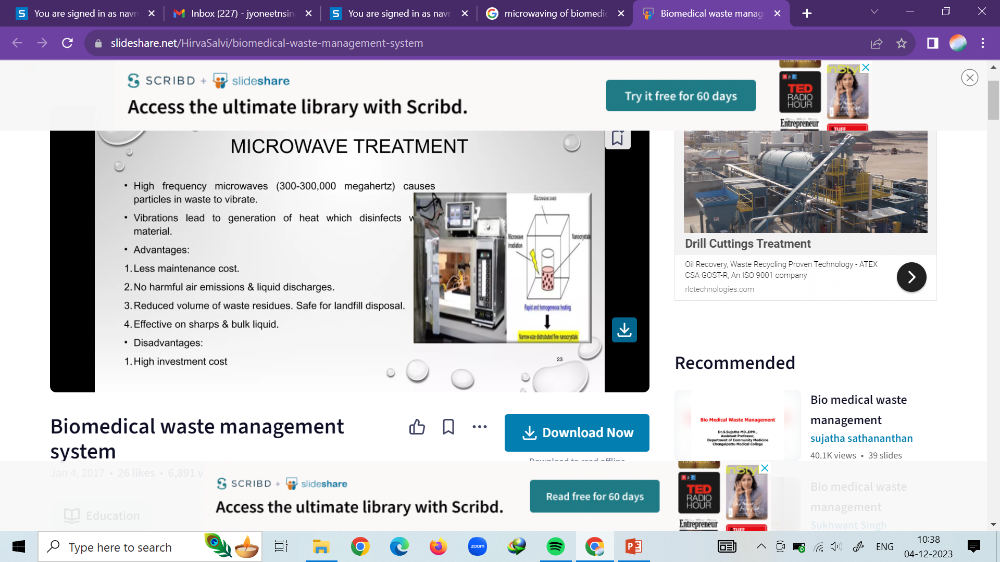 You are signed in as navn
Inbox (227) - jyoneetnsin
You are signed in as navn
microwaving of biomedic
Biomedical waste manag
slideshare.net/HirvaSalvi/biomedical-waste-management-system
SCRIBD + slideshare
Access the ultimate library with Scribd.
Try it free for 60 days
TED
RADIO
HOUR
InStyl
Entrepreneur
MICROWAVE TREATMENT
• High frequency microwaves (300-300,000 megahertz) causes
particles in waste to vibrate.
• Vibrations lead to generation of heat which disinfects w
material.
• Advantages:
1. Less maintenance cost.
2. No harmful air emissions & liquid discharges.
3. Reduced volume of waste residues. Safe for landfill disposal.
4. Effective on sharps & bulk liquid.
• Disadvantages:
1. High investment cost
Microwave oven
Microwave
irradiation
Nanocrystals
Rapid and homogeneous heating
Narrow-size distrubuted fine nanocrystals
23
Drill Cuttings Treatment
Oil Recovery, Waste Recycling Proven Technology - ATEX
CSA GOST-R, An ISO 9001 company
rlctechnologies.com
Recommended
Bio Medical Waste Management
Dr.S.Sujatha MD.,DPH.,
Assistant Professor,
Department of Community Medicine
Chengalpattu Medical College
Bio medical waste
management
sujatha sathananthan
40.1K views • 39 slides
Biomedical waste management
system
Download Now
Download to read offline
Jan 4, 2017 • 26 likes • 6,891 v
Education
SCRIBD + slideshare
Access the ultimate library with Scribd.
Read free for 60 days
TED
RADIO
HOUR
InStyl
Entrepreneur
Bio medical waste
management
Sukhwant Singh
Type here to search
zoom
ENG
10:38
04-12-2023